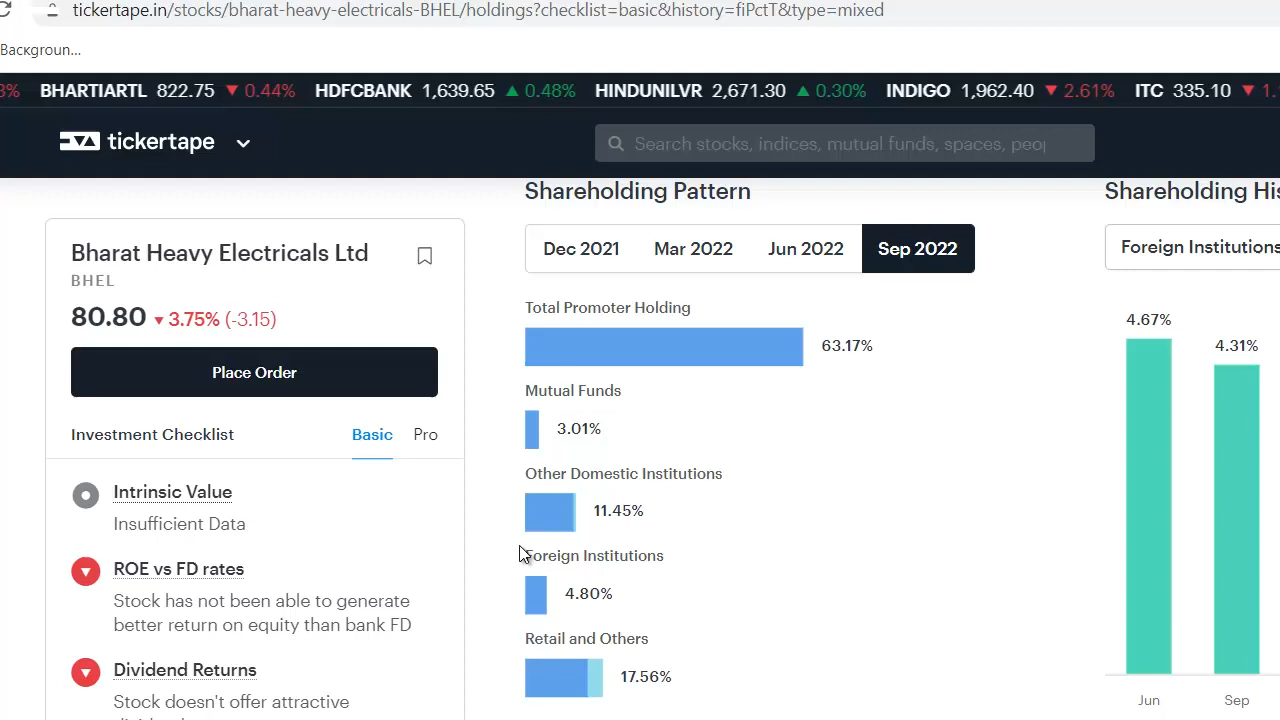 tickertape.in/stocks/bharat-heavy-electricals-BHEL/holdings?checklist=basic&history=fiPctT&type=mixed
Backgroun...
3% BHARTIARTL 822.75 ▼ 0.44% HDFCBANK 1,639.65 ▲ 0.48% HINDUNILVR 2,671.30 ▲ 0.30% INDIGO 1,962.40 ▼ 2.61% ITC 335.10 ▼ 1.
tickertape
Search stocks, indices, mutual funds, spaces, peo
Shareholding Pattern
Shareholding His
Dec 2021 Mar 2022 Jun 2022 Sep 2022
Foreign Institutions
Bharat Heavy Electricals Ltd
BHEL
80.80 ▼ 3.75% (-3.15)
Place Order
Investment Checklist Basic Pro
Intrinsic Value
Insufficient Data
ROE vs FD rates
Stock has not been able to generate
better return on equity than bank FD
Dividend Returns
Stock doesn't offer attractive
Total Promoter Holding
63.17%
Mutual Funds
3.01%
Other Domestic Institutions
11.45%
Foreign Institutions
4.80%
Retail and Others
17.56%
4.67%
4.31%
Jun Sep